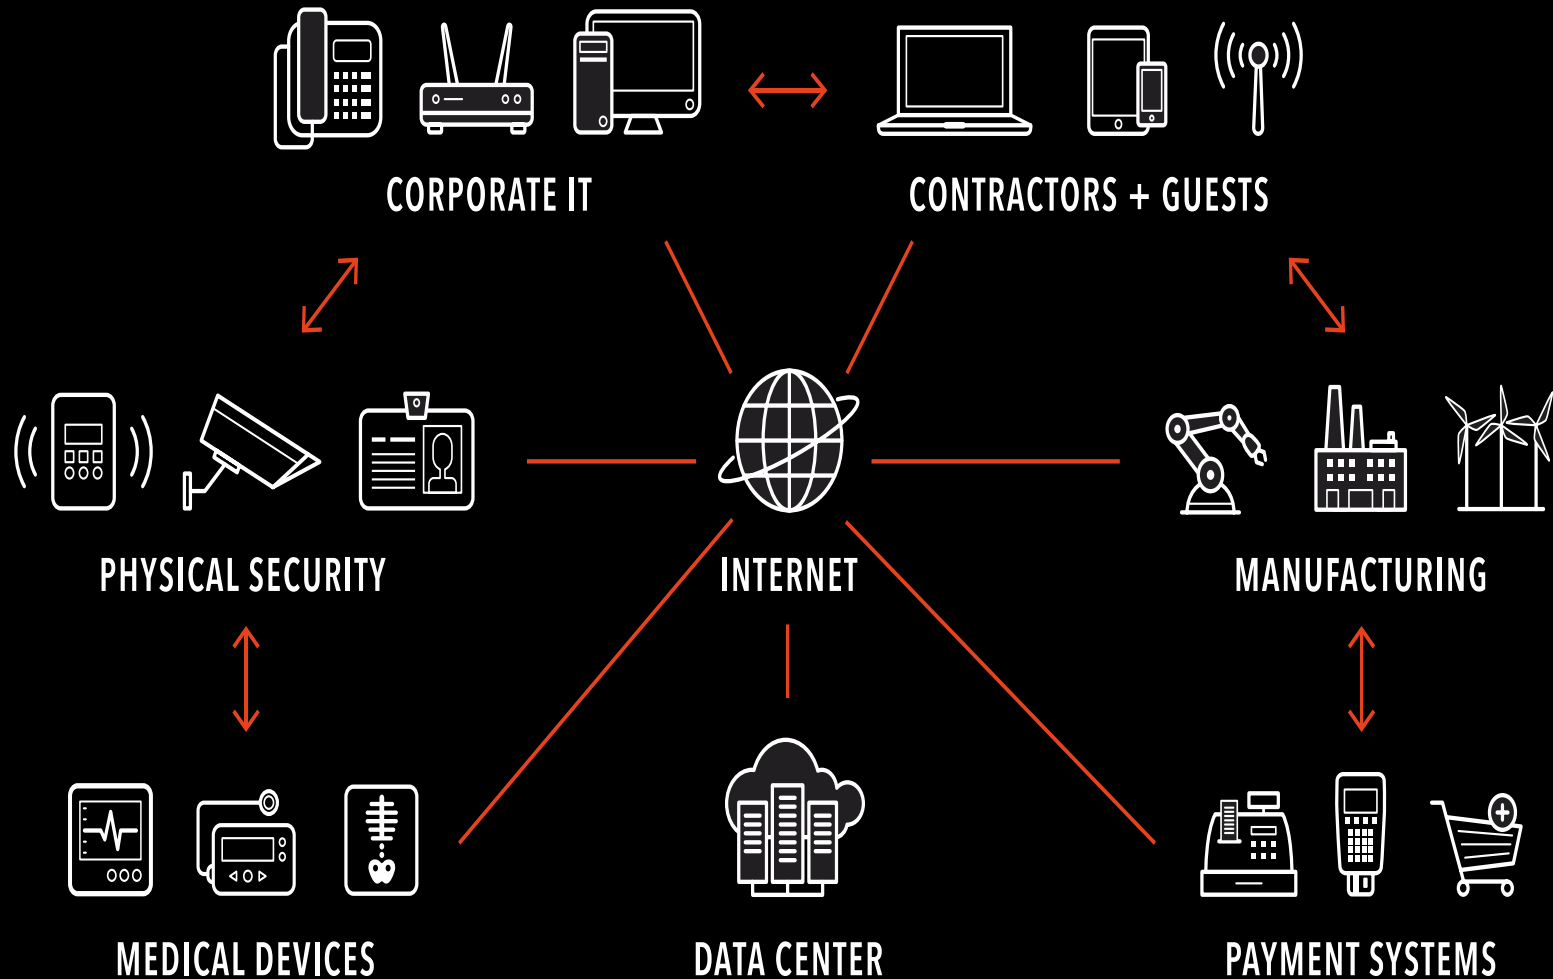 CORPORATE IT
CONTRACTORS + GUESTS
PHYSICAL SECURITY
INTERNET
MANUFACTURING
MEDICAL DEVICES
DATA CENTER
PAYMENT SYSTEMS